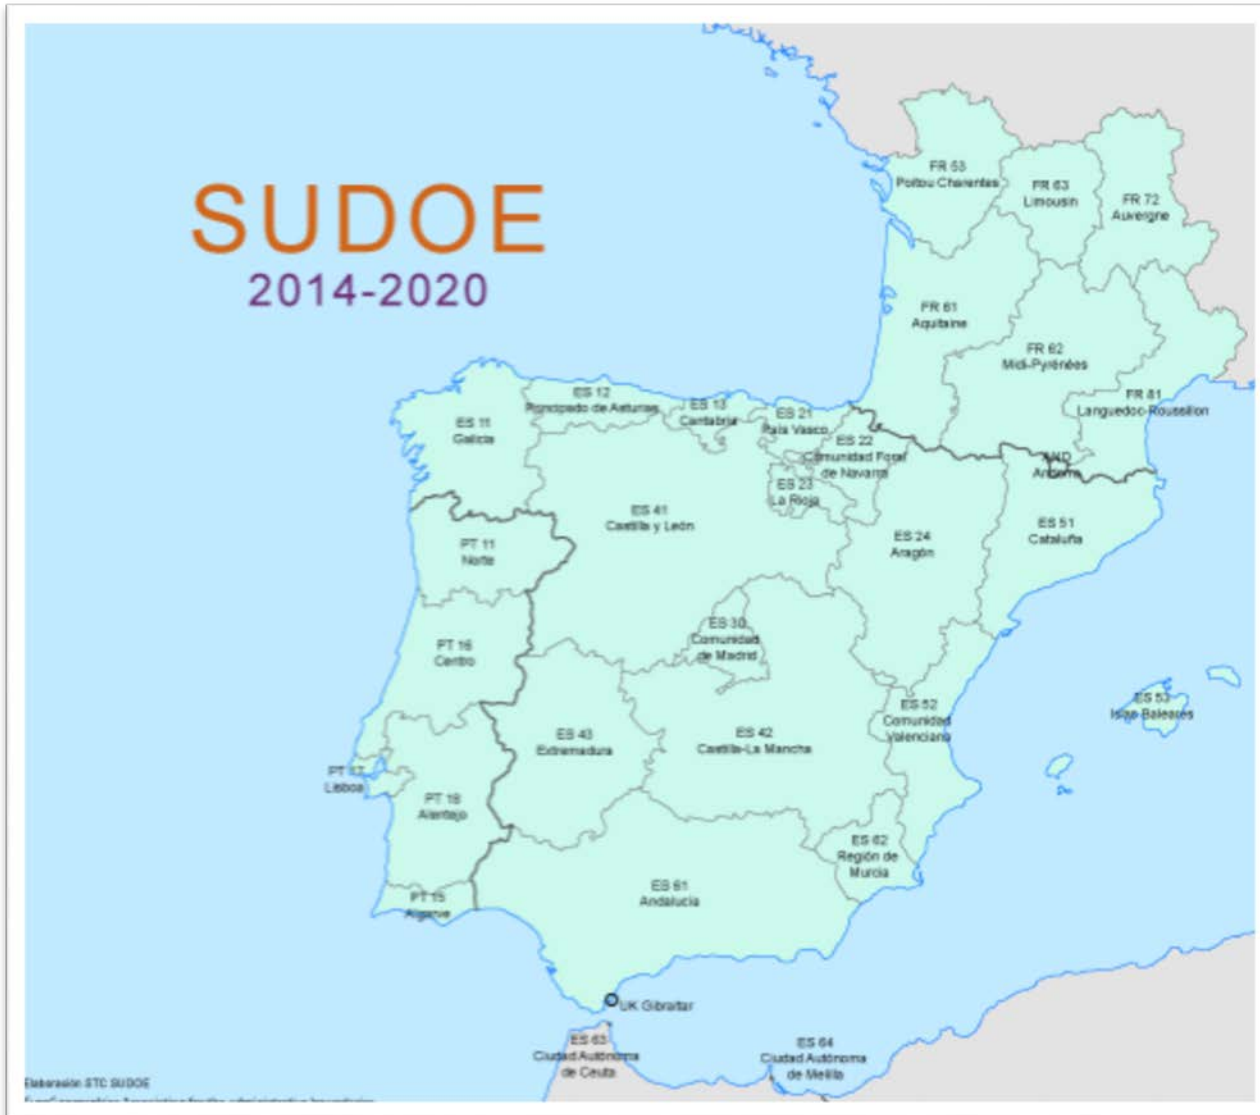 SUDOE
2014-2020
FR 53
Poitou Charentes
FR 63
Limousin
FR 72
Auvergne
FR 61
Aquitaine
FR 62
Midi-Pyrénées
FR 81
Languedoc-Roussillon
ES 11
Galicia
ES 12
Principado de Asturias
ES 13
Cantabria
ES 21
País Vasco
ES 22
Comunidad Foral
de Navarra
ES 23
La Rioja
AND
Andorra
ES 41
Castilla y León
ES 24
Aragón
ES 51
Cataluña
PT 11
Norte
PT 16
Centro
ES 30
Comunidad
de Madrid
ES 43
Extremadura
ES 42
Castilla-La Mancha
ES 52
Comunidad
Valenciana
ES 53
Islas Baleares
PT 17
Lisboa
PT 18
Alentejo
ES 62
Región de
Murcia
PT 15
Algarve
ES 61
Andalucía
UK Gibraltar
ES 63
Ciudad Autónoma
de Ceuta
ES 64
Ciudad Autónoma
de Melilla
Elaboración STC SUDOE